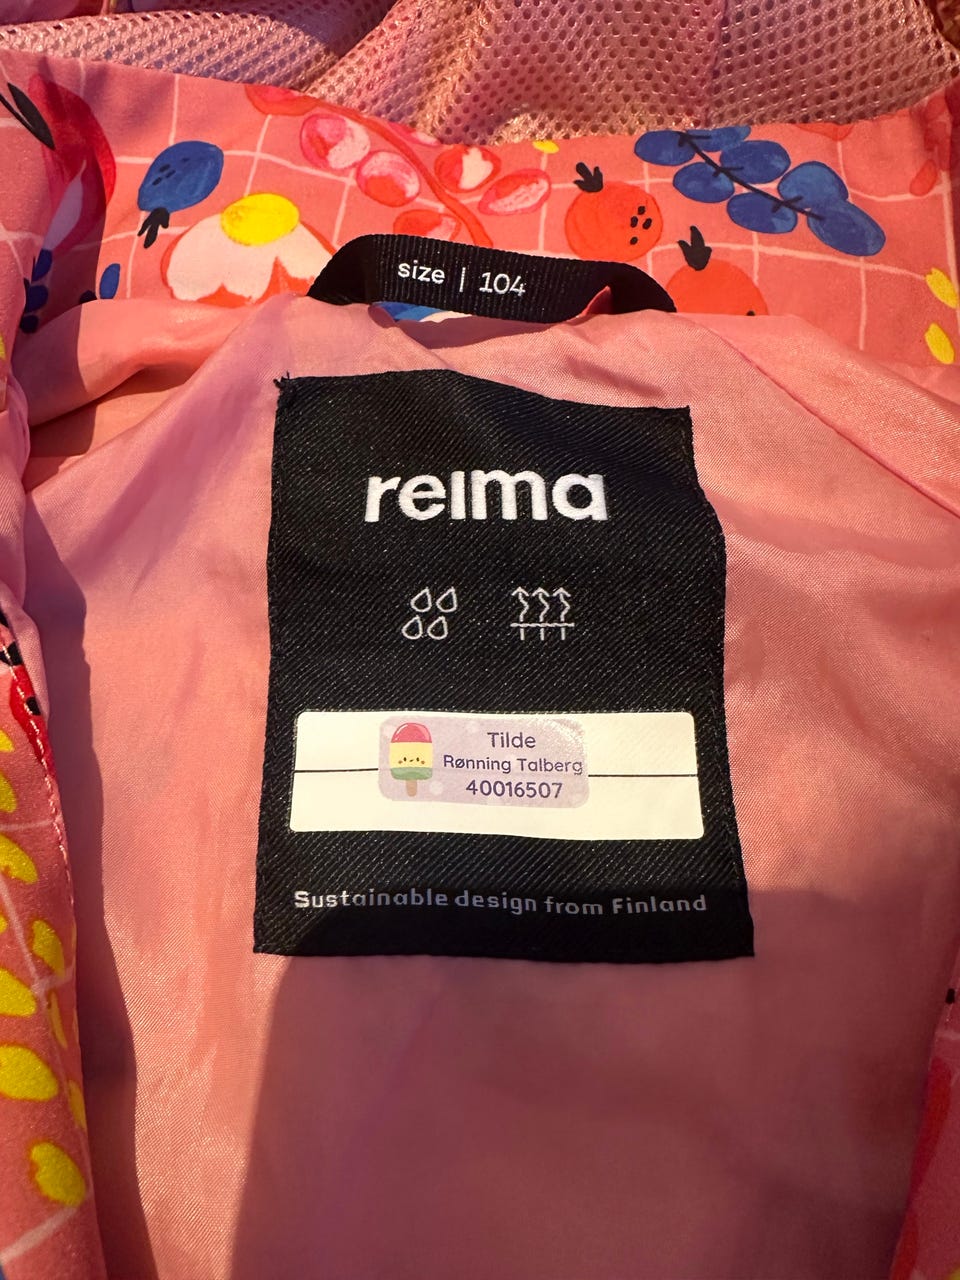 size | 104
reima
Tilde
Rønning Talberg
40016507
Sustainable design from Finland